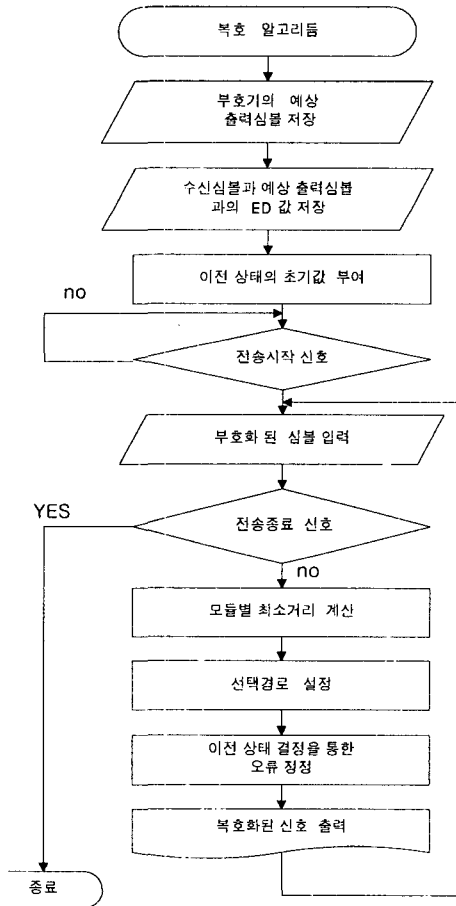 복호 알고리듬
부호기의 예상
출력심볼 저장
수신심볼과 예상 출력심볼
과의 ED 값 저장
이전 상태의 초기값 부여
no
전송시작 신호
부호화 된 심볼 입력
YES
전송종료 신호
no
모듈별 최소거리 계산
선택경로 설정
이전 상태 결정을 통한
오류 정정
복호화된 신호 출력
종료